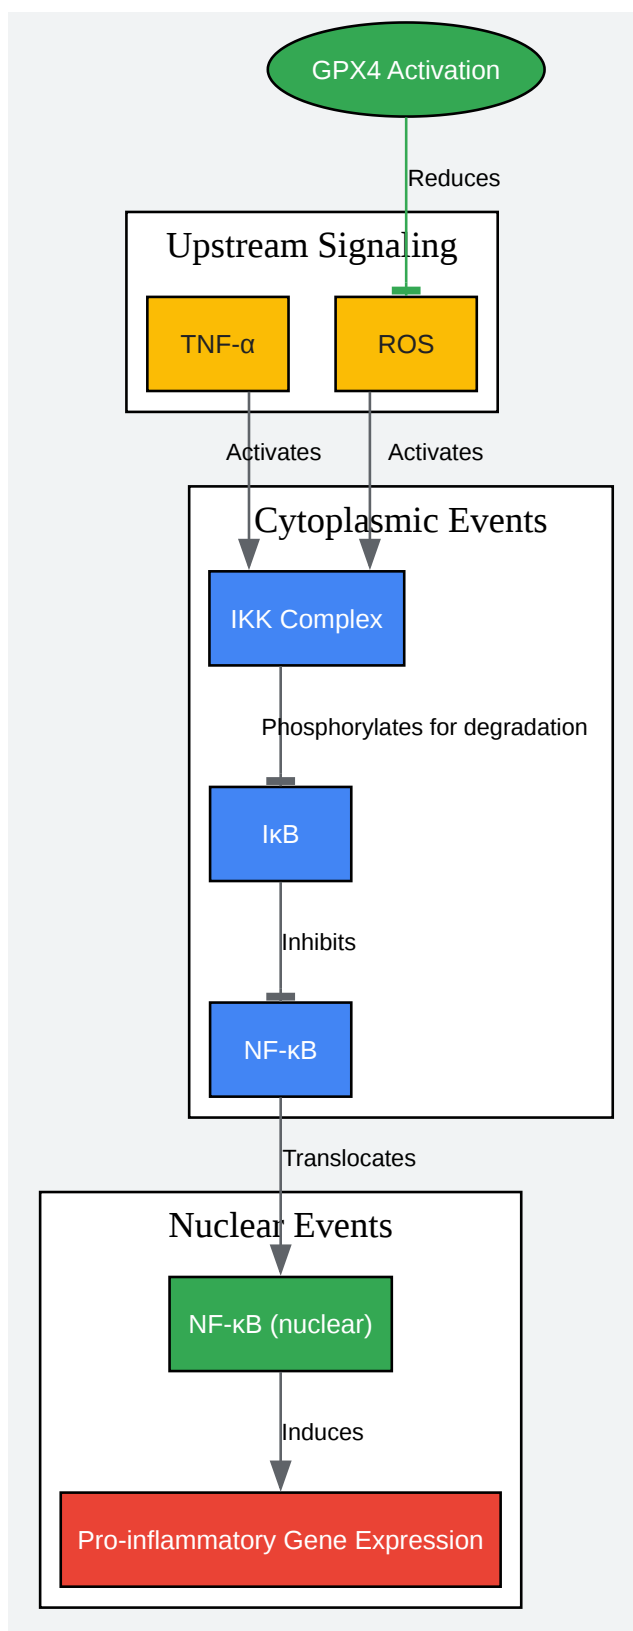 GPX4 Activation
Reduces
Upstream Signaling
TNF-α
ROS
Activates
Activates
Cytoplasmic Events
IKK Complex
Phosphorylates for degradation
IκB
Inhibits
NF-κB
Translocates
Nuclear Events
NF-κB (nuclear)
Induces
Pro-inflammatory Gene Expression